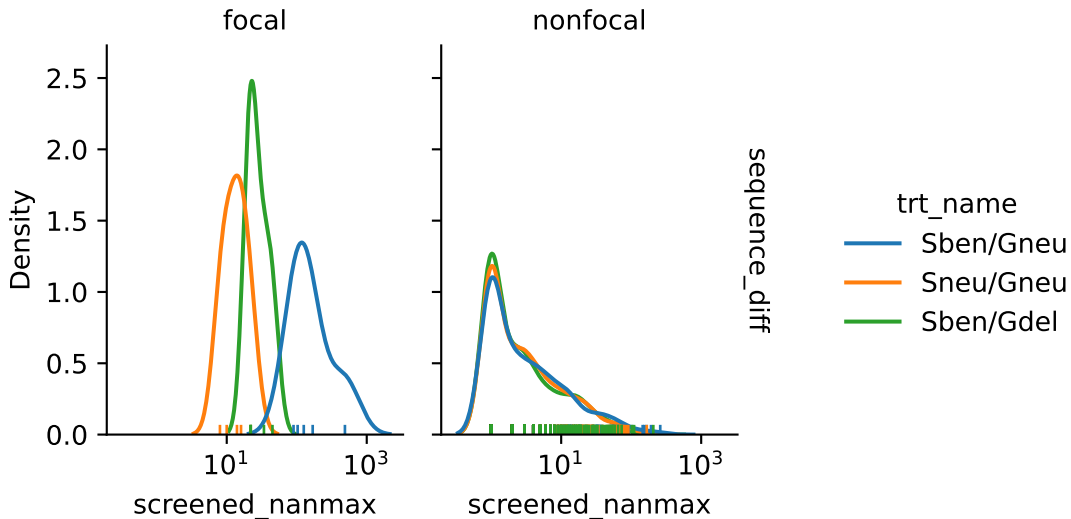 focal
nonfocal
Density
2.5
2.0
1.5
1.0
0.5
0.0
10^1
10^3
10^1
10^3
screened_nanmax
screened_nanmax
sequence_diff
trt_name
Sben/Gneu
Sneu/Gneu
Sben/Gdel